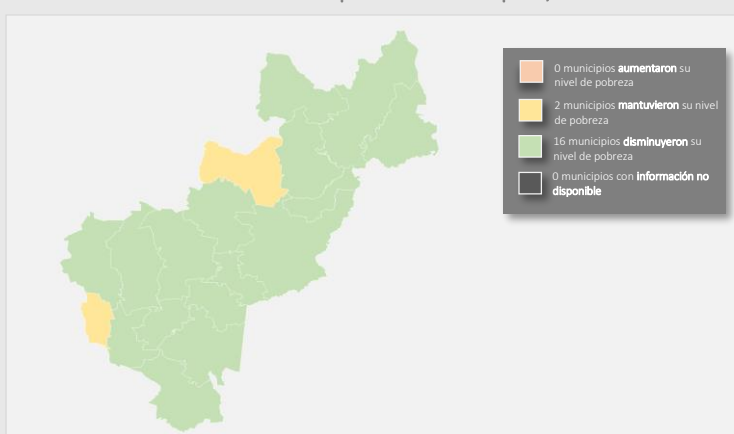 0 municipios aumentaron su
nivel de pobreza
2 municipios mantuvieron su nivel
de pobreza
16 municipios disminuyeron su
nivel de pobreza
0 municipios con información no
disponible